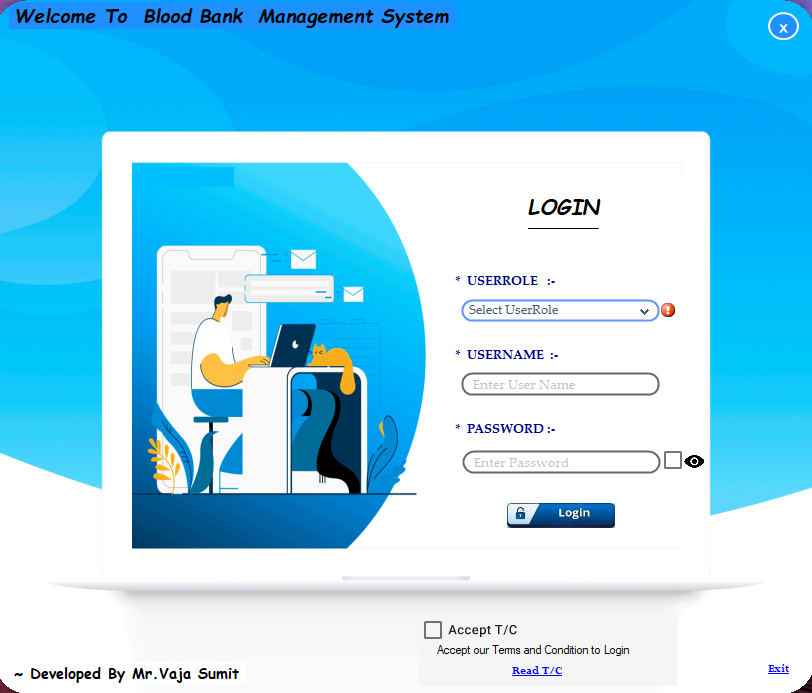 Welcome To Blood Bank Management System
x
LOGIN
* USERROLE :-
Select UserRole
* USERNAME :-
Enter User Name
* PASSWORD :-
Enter Password
Login
Accept T/C
Accept our Terms and Condition to Login
Read T/C
~ Developed By Mr.Vaja Sumit
Exit